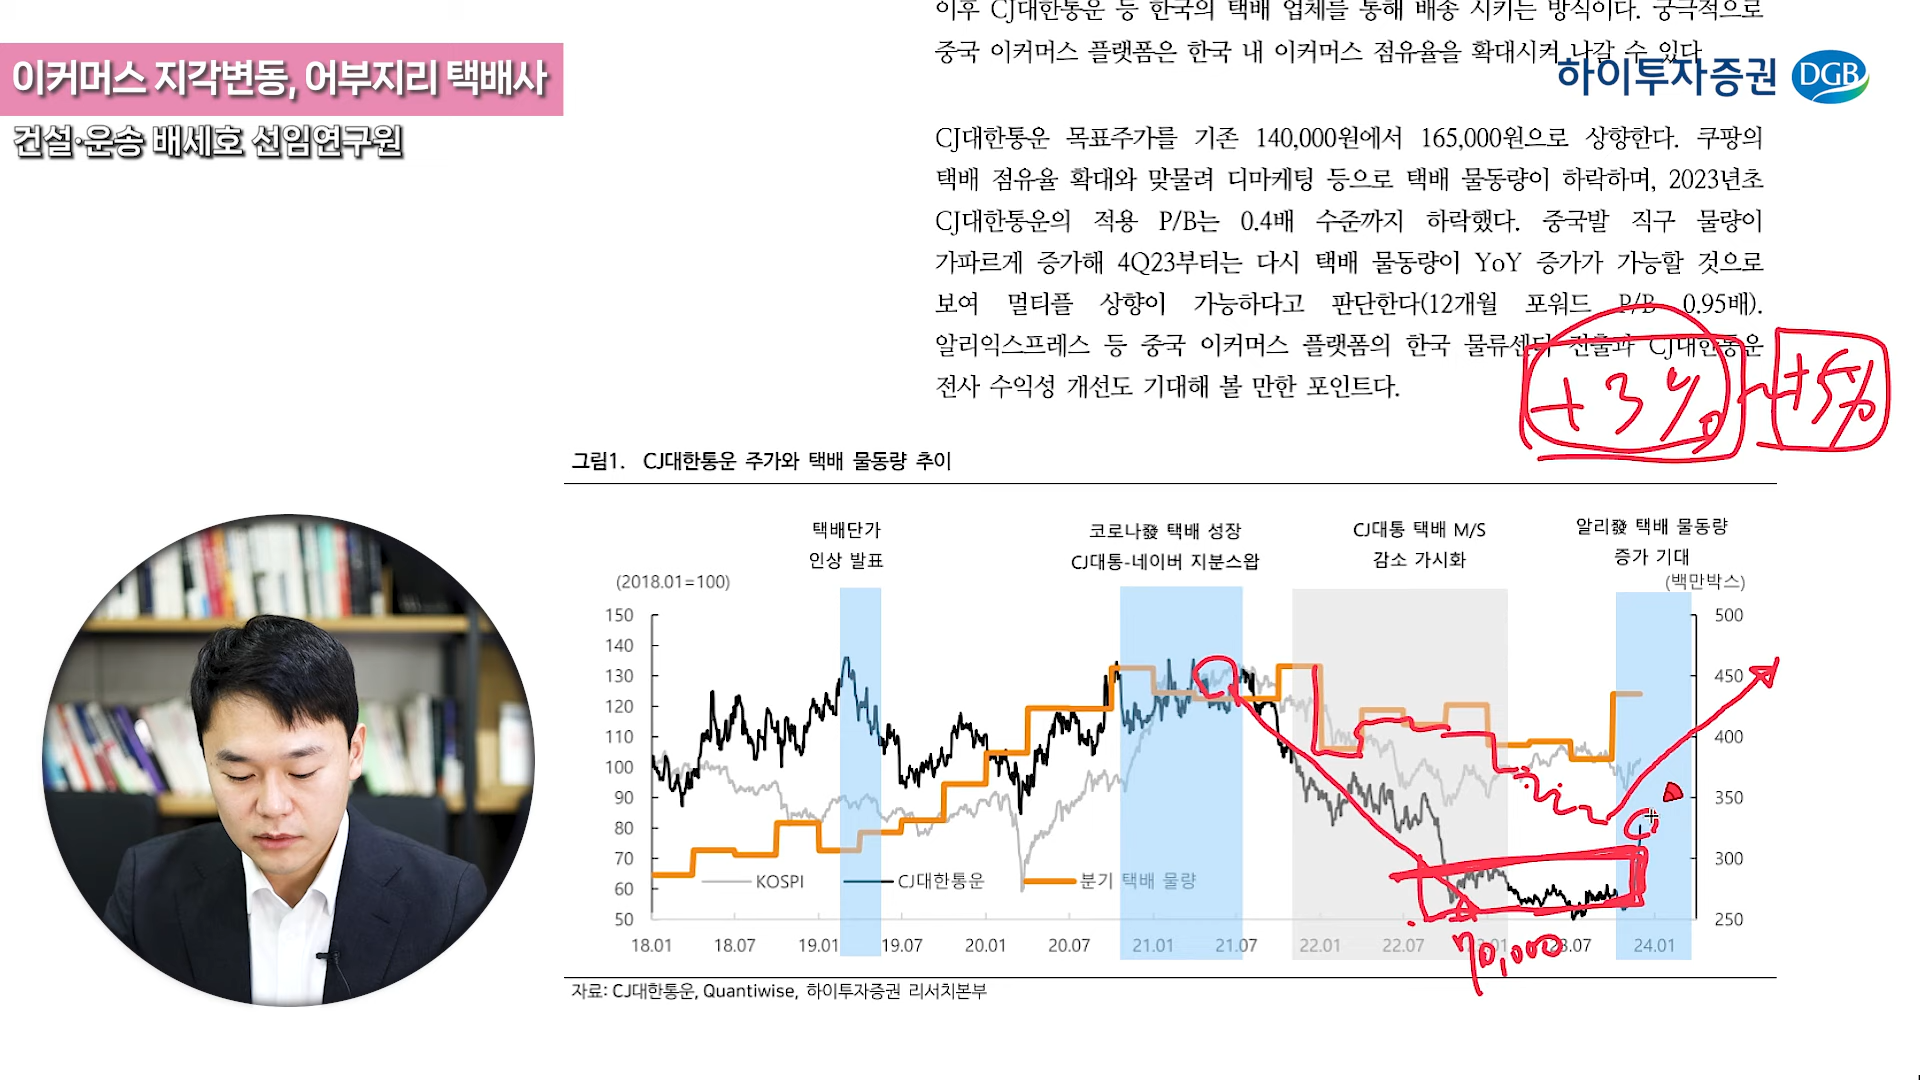 이후 CJ대한통운 등 한국의 택배 업체를 통해 배송 시키는 방식이다. 궁극적으로
중국 이커머스 플랫폼은 한국 내 이커머스 점유율을 확대시켜 나갈 수 있다
이커머스 지각변동, 어부지리 택배사
건설·운송 배세호 선임연구원
하이투자증권 DGB
CJ대한통운 목표주가를 기존 140,000원에서 165,000원으로 상향한다. 쿠팡의
택배 점유율 확대와 맞물려 디마케팅 등으로 택배 물동량이 하락하며, 2023년초
CJ대한통운의 적용 P/B는 0.4배 수준까지 하락했다. 중국발 직구 물량이
가파르게 증가해 4Q23부터는 다시 택배 물동량이 YoY 증가가 가능할 것으로
보여 멀티플 상향이 가능하다고 판단한다(12개월 포워드 P/B 0.95배).
알리익스프레스 등 중국 이커머스 플랫폼의 한국 물류센터 진출과 CJ대한통운
전사 수익성 개선도 기대해 볼 만한 포인트다.
+3% ~ +5%
그림1. CJ대한통운 주가와 택배 물동량 추이
택배단가
인상 발표
코로나發 택배 성장
CJ대통-네이버 지분스왑
CJ대통 택배 M/S
감소 가시화
알리發 택배 물동량
증가 기대
(2018.01=100)
(백만박스)
150
140
130
120
110
100
90
80
70
60
50
500
450
400
350
300
250
KOSPI CJ대한통운 분기 택배 물량
18.01 18.07 19.01 19.07 20.01 20.07 21.01 21.07 22.01 22.07 23.07 24.01
70,000
자료: CJ대한통운, Quantiwise, 하이투자증권 리서치본부